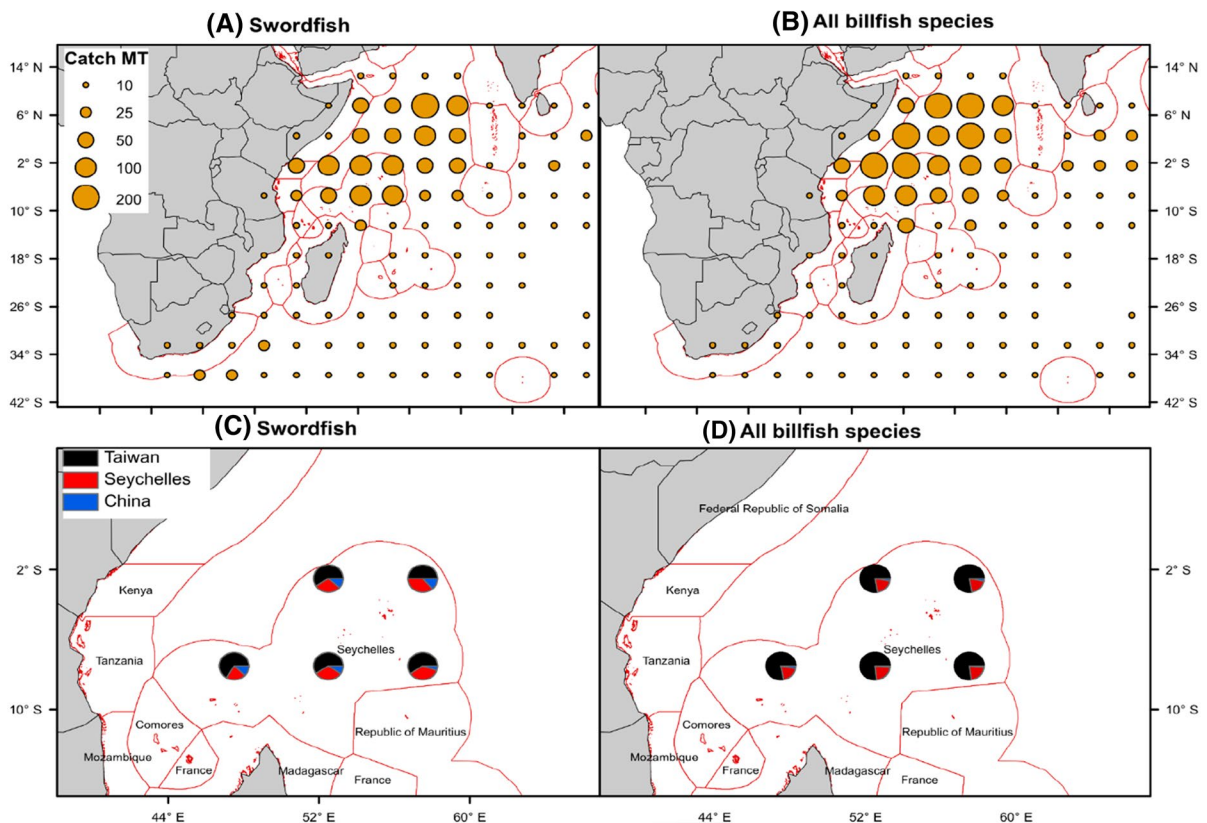 (A) Swordfish
(B) All billfish species
Catch MT
10
25
50
100
200
14° N
6° N
2° S
10° S
18° S
26° S
34° S
42° S
14° N
6° N
2° S
10° S
18° S
26° S
34° S
42° S
(C) Swordfish
(D) All billfish species
Taiwan
Seychelles
China
Kenya
Tanzania
Seychelles
Comores
Mozambique
France
Madagascar
Republic of Mauritius
France
Federal Republic of Somalia
Kenya
Tanzania
Seychelles
Comores
Mozambique
France
Madagascar
Republic of Mauritius
France
2° S
10° S
2° S
10° S
44° E
52° E
60° E
44° E
52° E
60° E